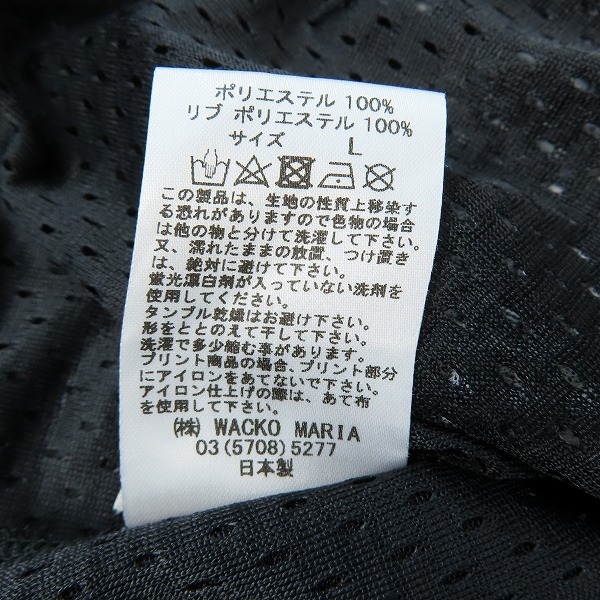 ポリエステル 100%
リブ ポリエステル 100%
サイズ L
この製品は、生地の性質上移染す
る恐れがありますので色物の場合
は他の物と分けて洗濯して下さい。
又、濡れたままの放置、つけ置き
は、絶対に避けて下さい。
蛍光漂白剤が入っていない洗剤を
使用してください。
タンブル乾燥はお避け下さい。
形をととのえて干して下さい。
洗濯で多少縮む事があります。
プリント商品の場合、プリント部分
にアイロンをあてないで下さい。
アイロン仕上げの際は、あて布
を使用して下さい。
㈱ WACKO MARIA
03(5708)5277
日本製